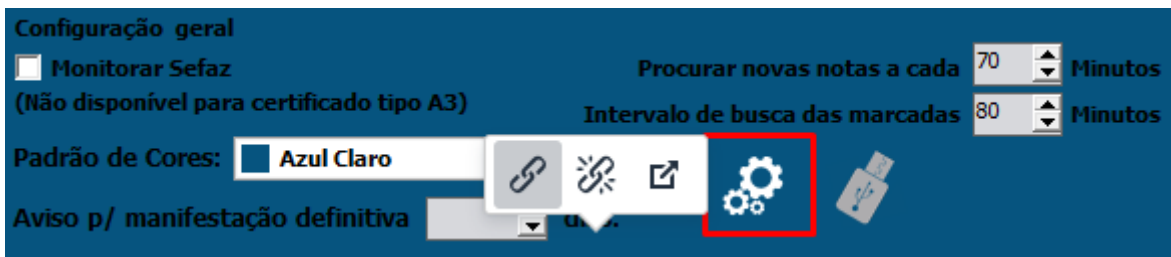 Configuração geral
Monitorar Sefaz
Procurar novas notas a cada 70 Minutos
(Não disponível para certificado tipo A3)
Intervalo de busca das marcadas 80 Minutos
Padrão de Cores: Azul Claro
Aviso p/ manifestação definitiva